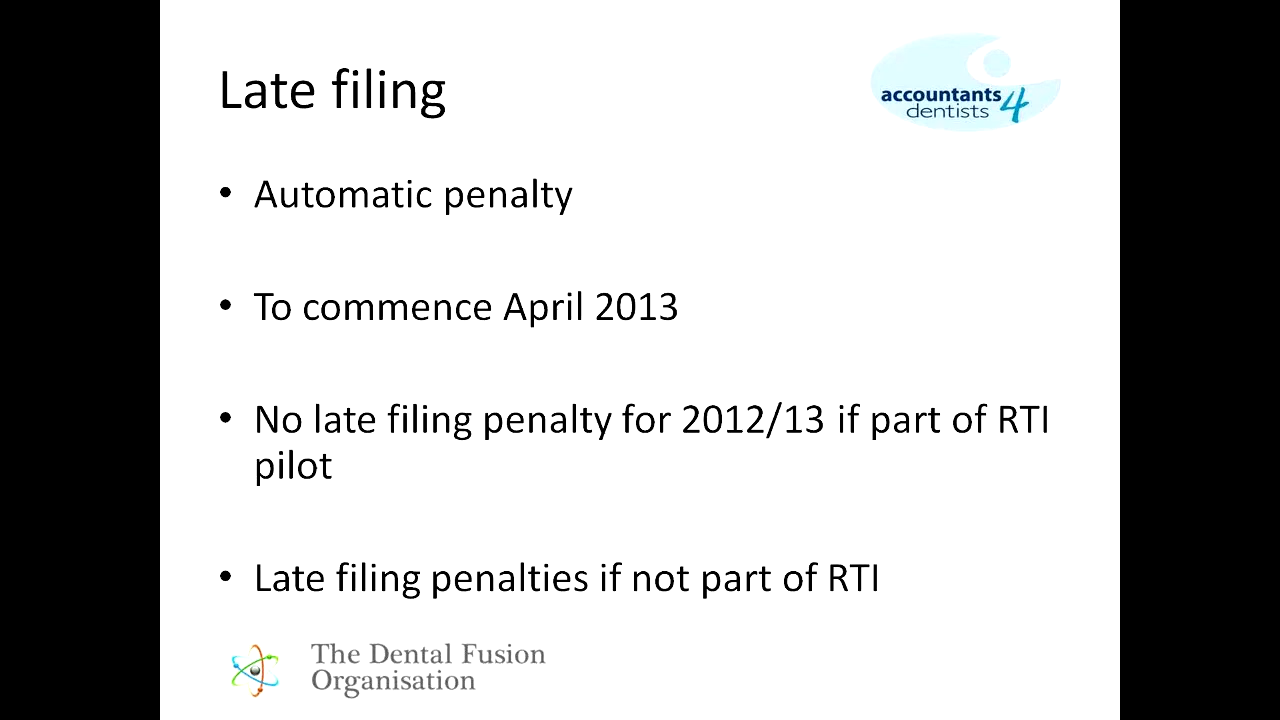 Late filing
accountants 4
dentists
• Automatic penalty
• To commence April 2013
• No late filing penalty for 2012/13 if part of RTI
pilot
• Late filing penalties if not part of RTI
The Dental Fusion
Organisation